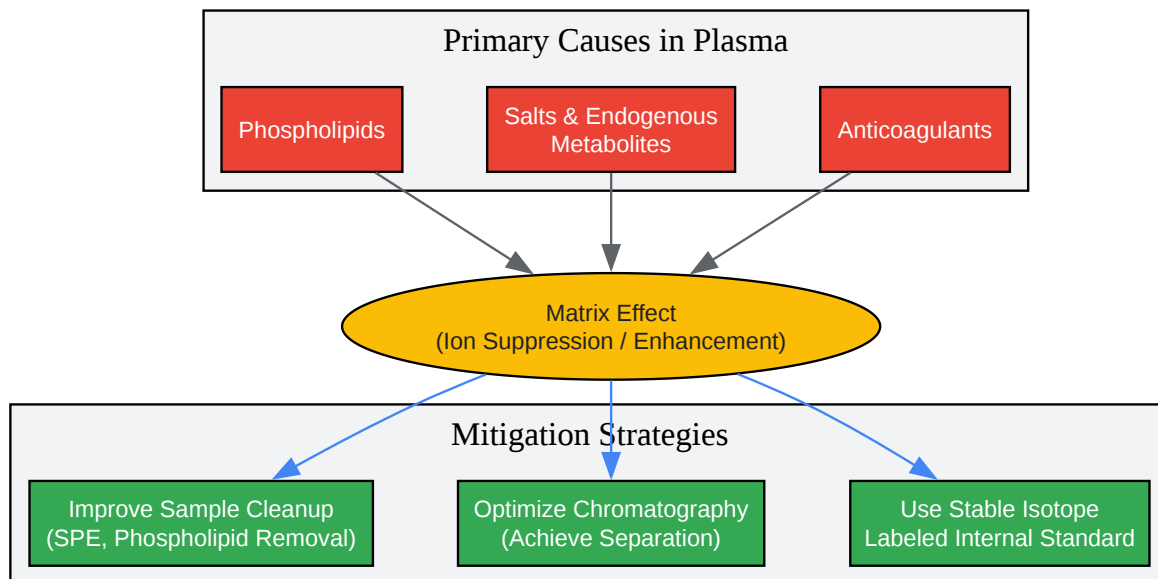 Primary Causes in Plasma
Phospholipids
Salts & Endogenous
Metabolites
Anticoagulants
Matrix Effect
(Ion Suppression / Enhancement)
Mitigation Strategies
Improve Sample Cleanup
(SPE, Phospholipid Removal)
Optimize Chromatography
(Achieve Separation)
Use Stable Isotope
Labeled Internal Standard